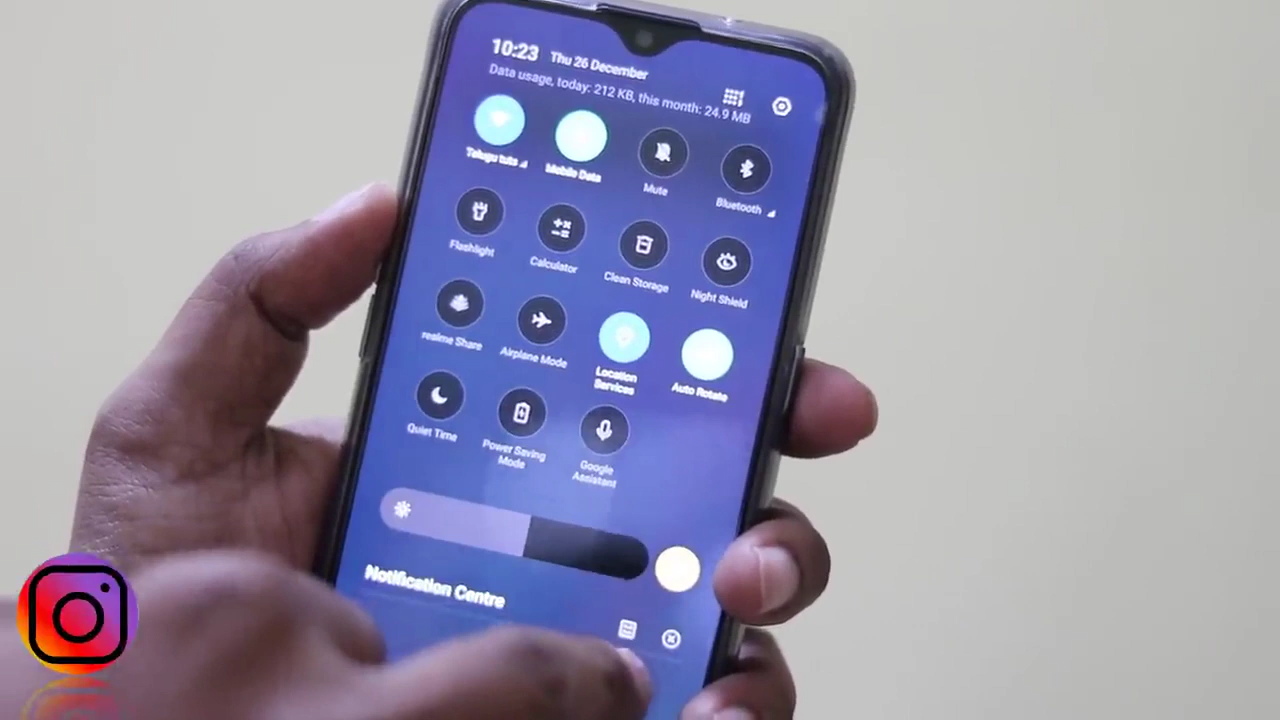 10:23 Thu 26 December
Data usage, today: 212 KB, this month: 24.9 MB
Telugu tuts
Mobile Data
Mute
Bluetooth
Flashlight
Calculator
Clean Storage
Night Shield
realme Share
Airplane Mode
Location
Services
Auto Rotate
Quiet Time
Power Saving
Mode
Google
Assistant
Notification Centre